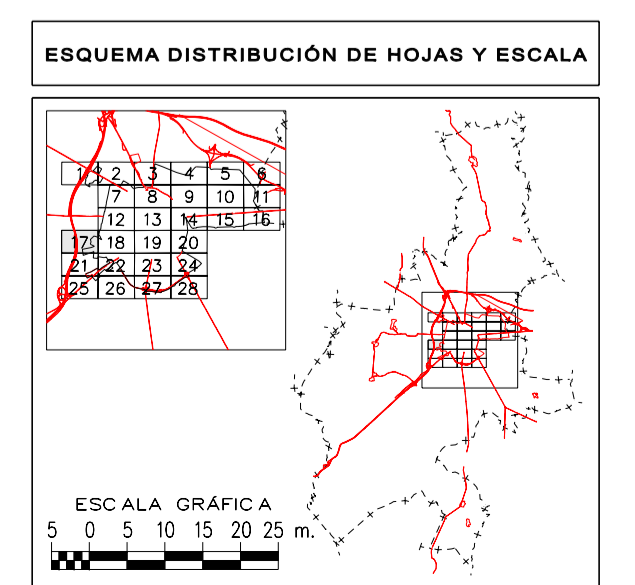 ESQUEMA DISTRIBUCIÓN DE HOJAS Y ESCALA
1 2 3 4 5 6
7 8 9 10 11
12 13 14 15 16
17 18 19 20
21 22 23 24
25 26 27 28
ESCALA GRÁFICA
5 0 5 10 15 20 25 m.